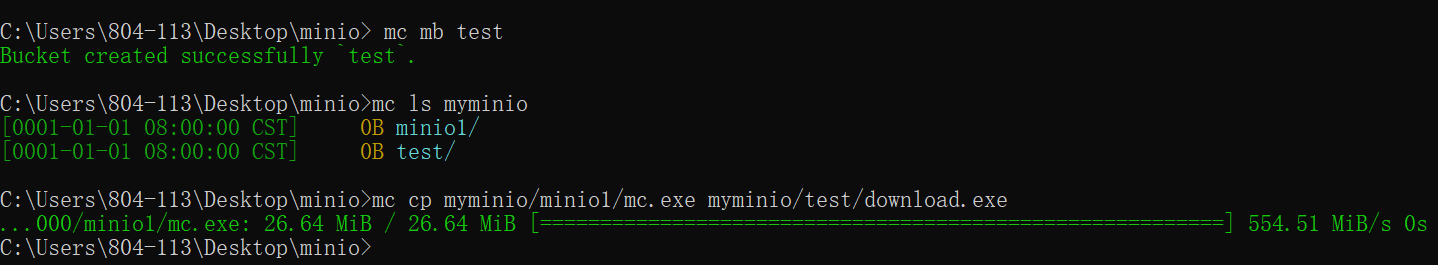 C:\Users\804-113\Desktop\minio> mc mb test
Bucket created successfully `test`.
C:\Users\804-113\Desktop\minio>mc ls myminio
[0001-01-01 08:00:00 CST]     0B minio1/
[0001-01-01 08:00:00 CST]     0B test/
C:\Users\804-113\Desktop\minio>mc cp myminio/minio1/mc.exe myminio/test/download.exe
...000/minio1/mc.exe: 26.64 MiB / 26.64 MiB [=========================================================] 554.51 MiB/s 0s
C:\Users\804-113\Desktop\minio>